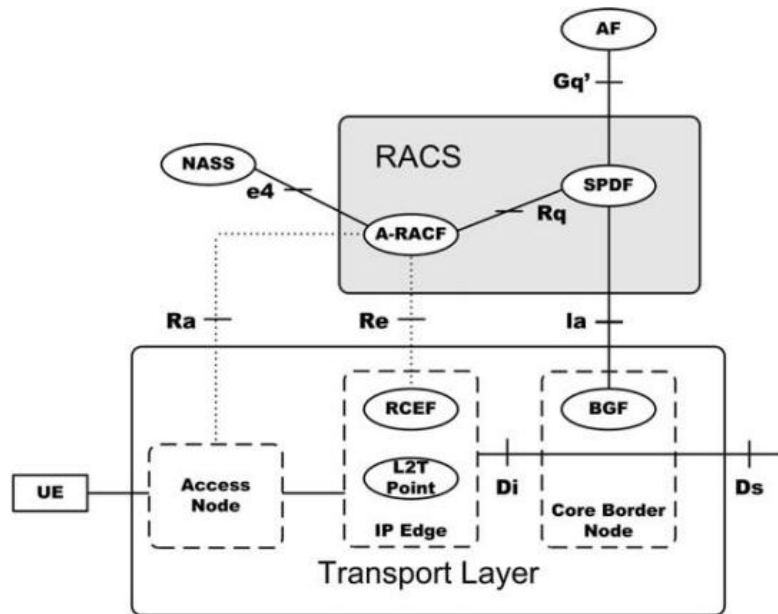 AF
Gq’
RACS
NASS
SPDF
e4
Rq
A-RACF
Ra
Re
Ia
RCEF
BGF
L2T
Point
Access
Node
UE
Di
Ds
IP Edge
Core Border
Node
Transport Layer